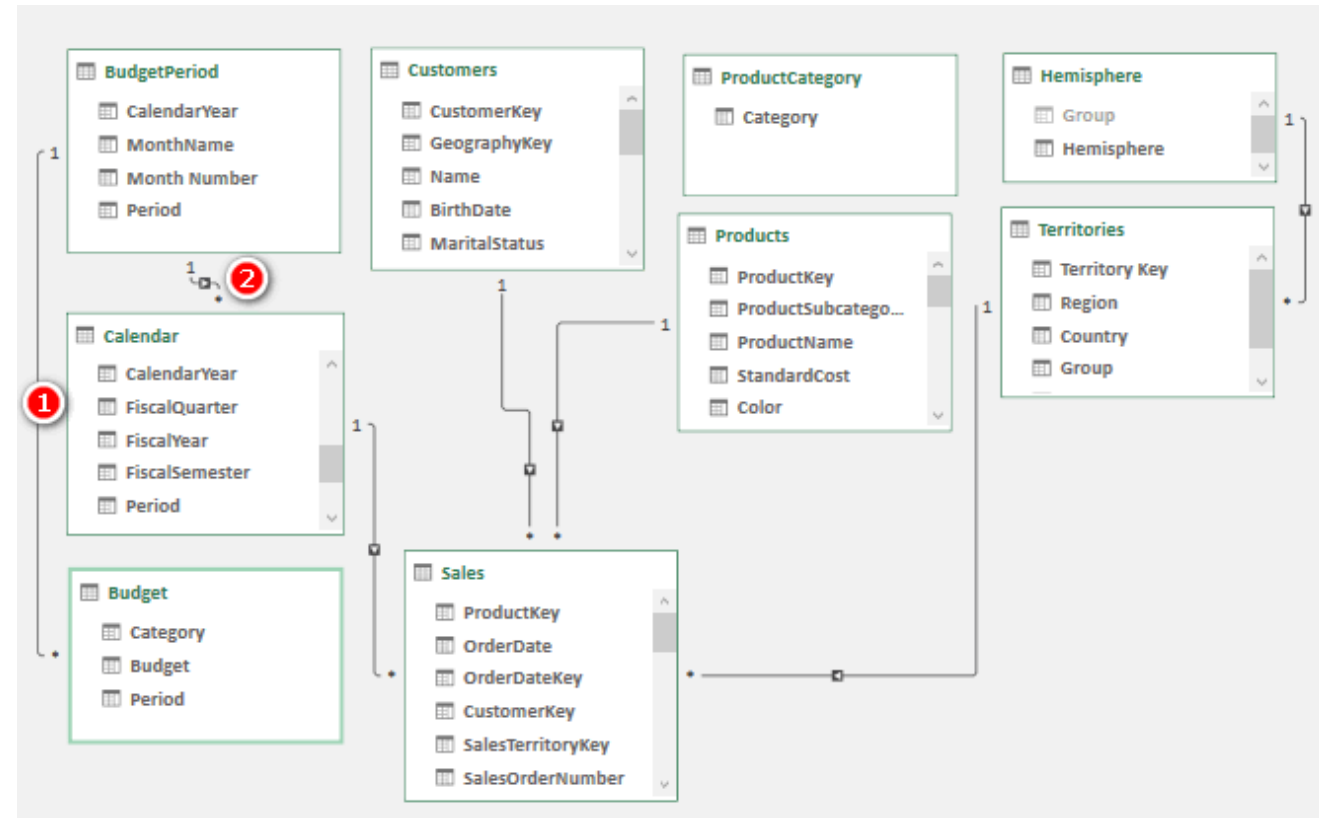 BudgetPeriod
CalendarYear
MonthName
Month Number
Period
Customers
CustomerKey
GeographyKey
Name
BirthDate
MaritalStatus
ProductCategory
Category
Hemisphere
Group
Hemisphere
1
1
1
2
*
1
Products
ProductKey
ProductSubcatego...
ProductName
StandardCost
Color
1
Territories
Territory Key
Region
Country
Group
1
*
Calendar
CalendarYear
FiscalQuarter
FiscalYear
FiscalSemester
Period
1
1
*
*
Budget
Category
Budget
Period
*
*
Sales
ProductKey
OrderDate
OrderDateKey
CustomerKey
SalesTerritoryKey
SalesOrderNumber
*